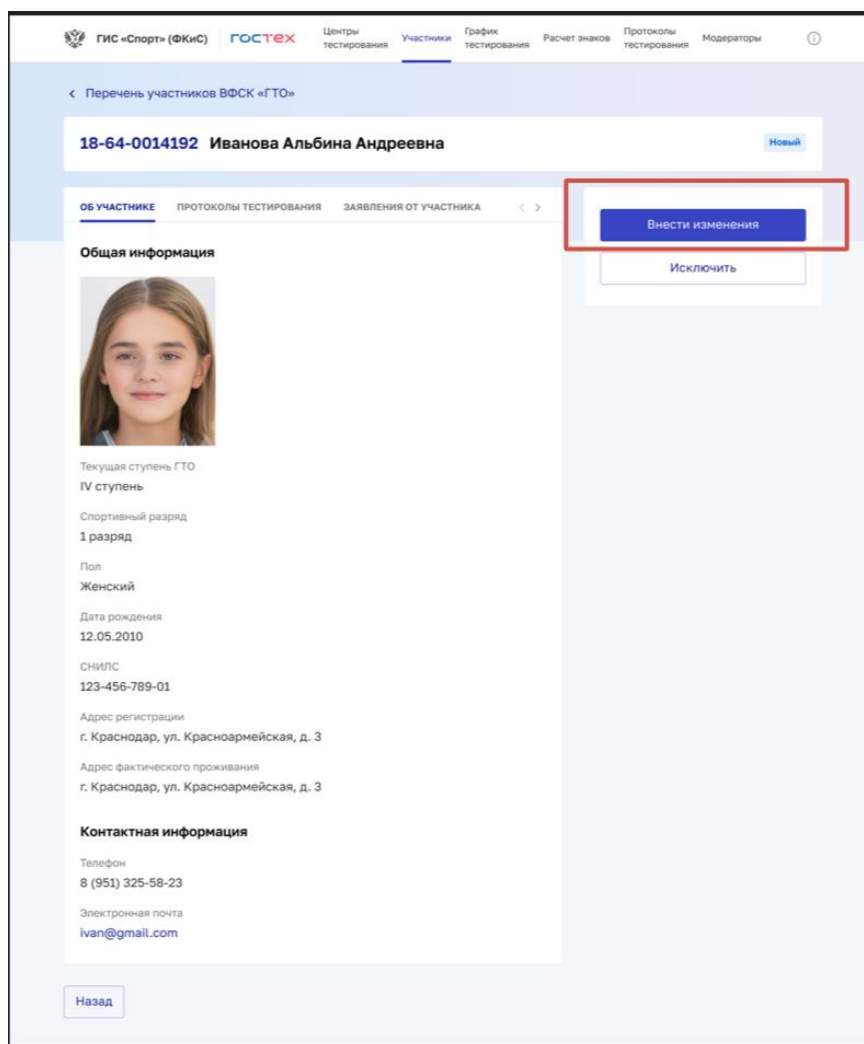 ГИС «Спорт» (ФКиС)
ГОСТЕХ
Центры
тестирования
Участники
График
тестирования
Расчет знаков
Протоколы
тестирования
Модераторы
Перечень участников ВФСК «ГТО»
18-64-0014192 Иванова Альбина Андреевна
Новый
ОБ УЧАСТНИКЕ ПРОТОКОЛЫ ТЕСТИРОВАНИЯ ЗАЯВЛЕНИЯ ОТ УЧАСТНИКА
Внести изменения
Исключить
Общая информация
Текущая ступень ГТО
IV ступень
Спортивный разряд
1 разряд
Пол
Женский
Дата рождения
12.05.2010
СНИЛС
123-456-789-01
Адрес регистрации
г. Краснодар, ул. Красноармейская, д. 3
Адрес фактического проживания
г. Краснодар, ул. Красноармейская, д. 3
Контактная информация
Телефон
8 (951) 325-58-23
Электронная почта
ivan@gmail.com
Назад